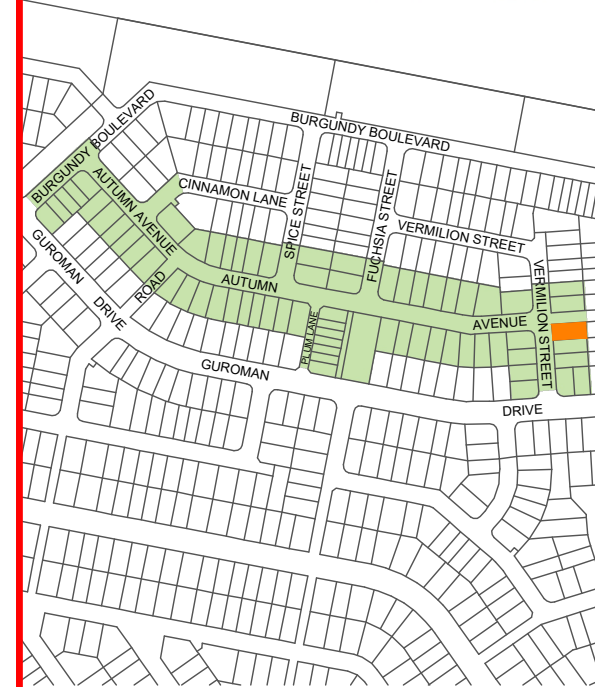 BURGUNDY BOULEVARD
BURGUNDY BOULEVARD
CINNAMON LANE
SPICE STREET
FUCHSIA STREET
AUTUMN AVENUE
VERMILION STREET
GUROMAN
DRIVE
ROAD
AUTUMN
AVENUE
VERMILION STREET
PLUM LANE
GUROMAN
DRIVE